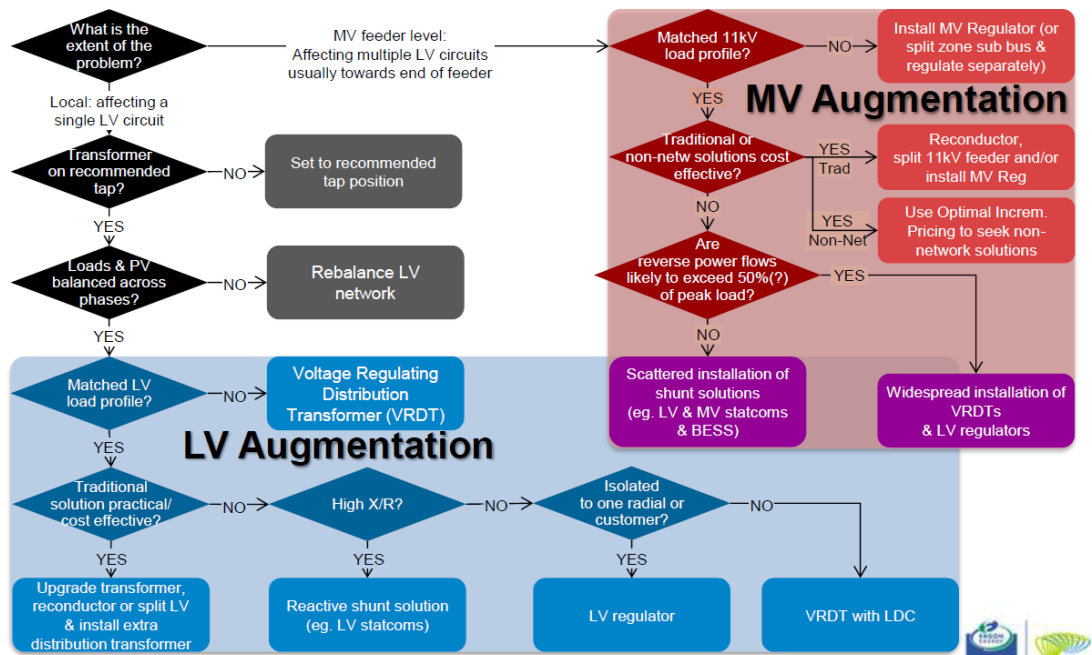 What is
the extent of the
problem?
MV feeder level:
Affecting multiple LV circuits
usually towards end of feeder
Matched 11kV
load profile?
NO
Install MV Regulator (or
split zone sub bus &
regulate separately)
MV Augmentation
Local: affecting a
single LV circuit
YES
Transformer
on recommended
tap?
NO
Set to recommended
tap position
Traditional or
non-netw solutions cost
effective?
YES
Trad
Reconductor,
split 11kV feeder and/or
install MV Reg
YES
NO
YES
Non-Net
Use Optimal Increm.
Pricing to seek non-
network solutions
Loads & PV
balanced across
phases?
NO
Rebalance LV
network
Are
reverse power flows
likely to exceed 50%(?)
of peak load?
YES
YES
NO
Matched LV
load profile?
NO
Voltage Regulating
Distribution
Transformer (VRDT)
Scattered installation of
shunt solutions
(eg. LV & MV statcoms
& BESS)
Widespread installation of
VRDTs
& LV regulators
LV Augmentation
YES
Traditional
solution practical/
cost effective?
NO
High X/R?
NO
Isolated
to one radial or
customer?
NO
YES
YES
YES
Upgrade transformer,
reconductor or split LV
& install extra
distribution transformer
Reactive shunt solution
(eg. LV statcoms)
LV regulator
VRDT with LDC
ERGON
ENERGY